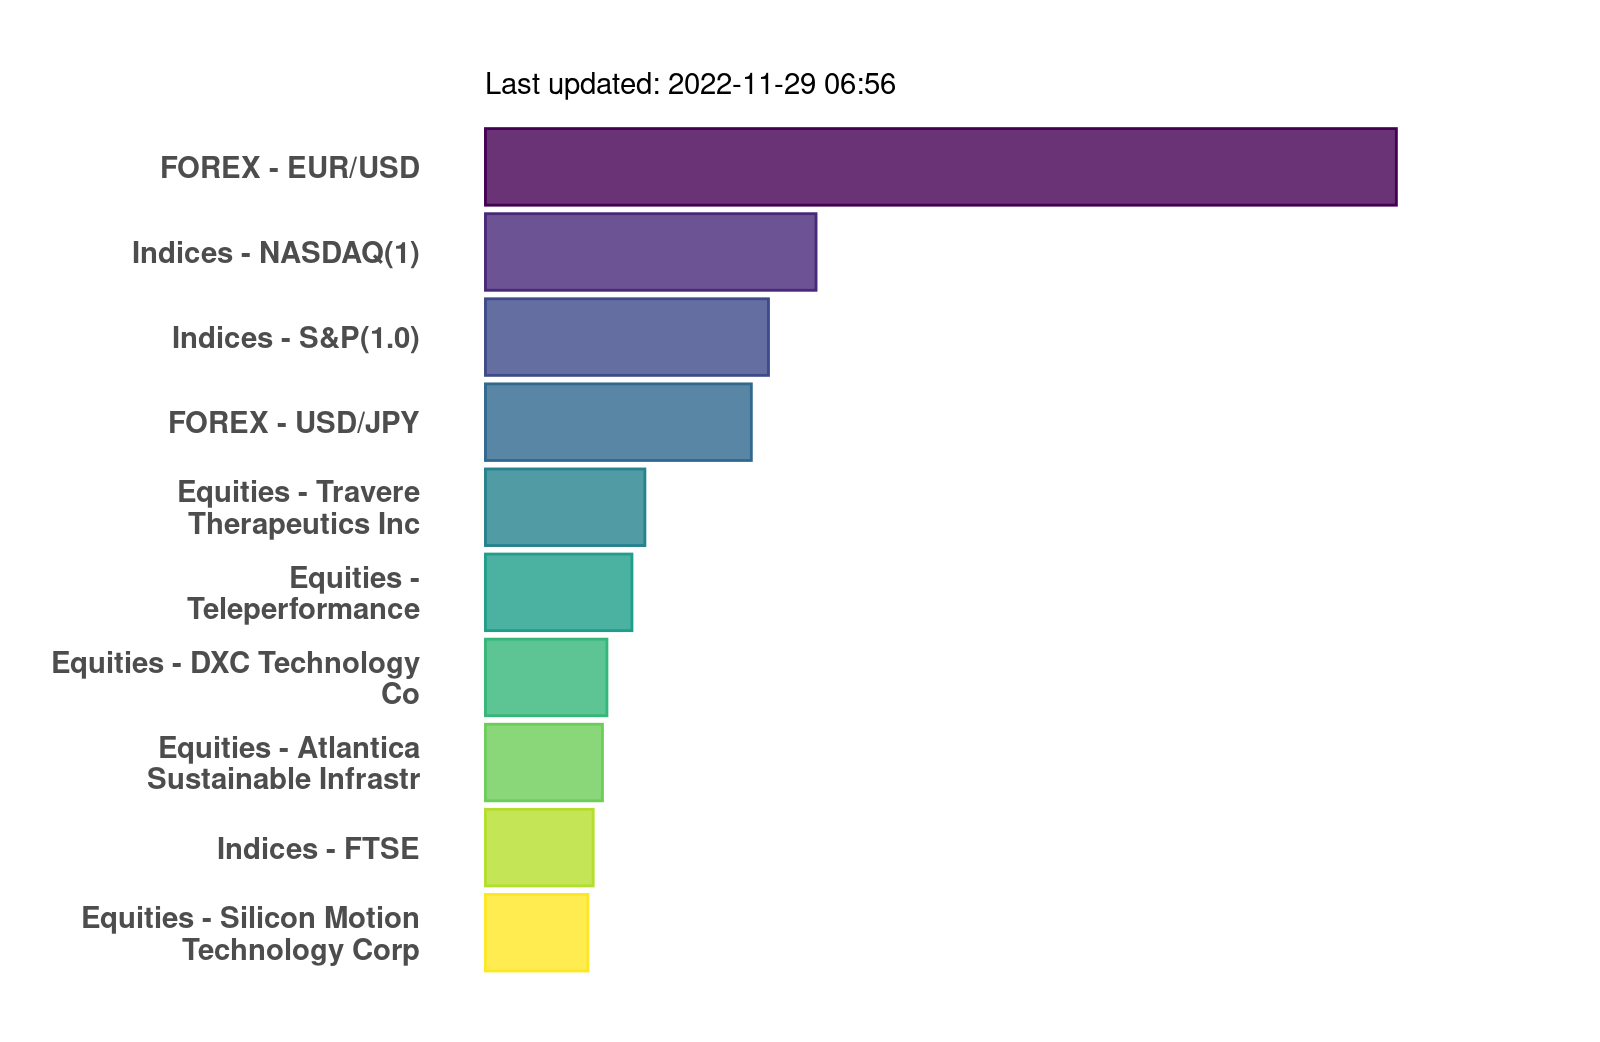 Last updated: 2022-11-29 06:56
FOREX - EUR/USD
Indices - NASDAQ(1)
Indices - S&P(1.0)
FOREX - USD/JPY
Equities - Travere
Therapeutics Inc
Equities -
Teleperformance
Equities - DXC Technology
Co
Equities - Atlantica
Sustainable Infrastr
Indices - FTSE
Equities - Silicon Motion
Technology Corp